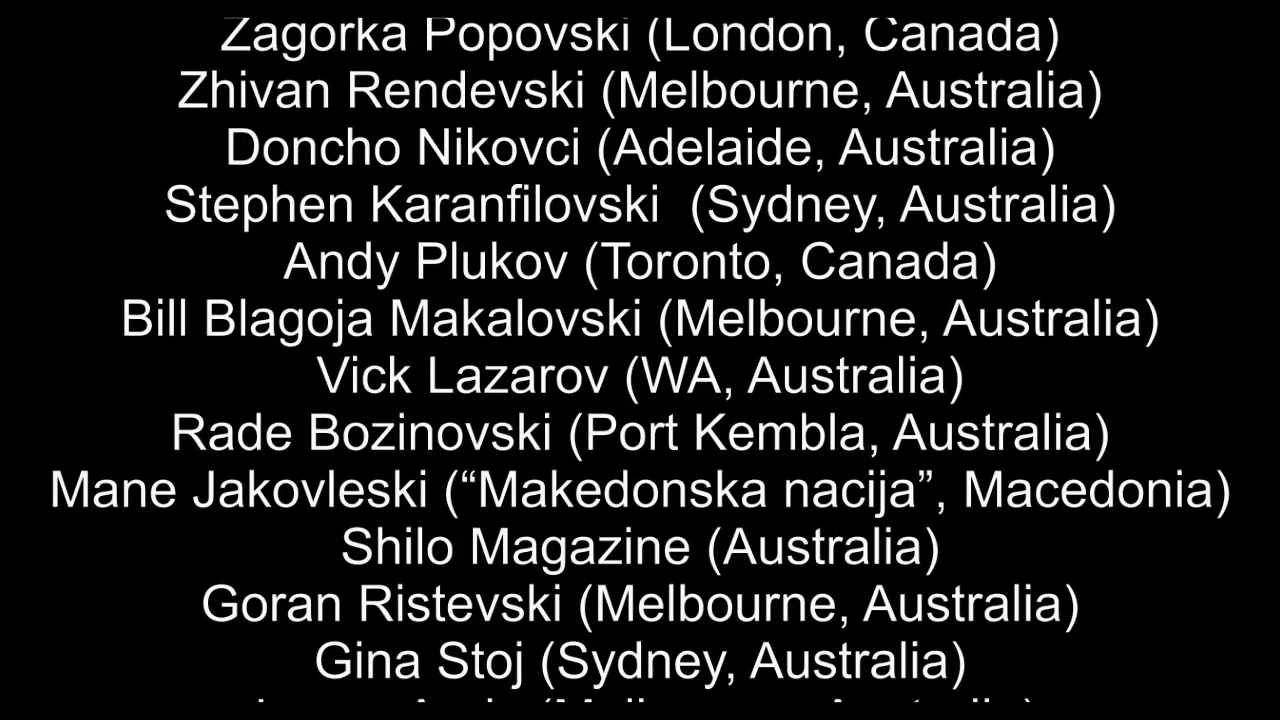 Zagorka Popovski (London, Canada)
Zhivan Rendevski (Melbourne, Australia)
Doncho Nikovci (Adelaide, Australia)
Stephen Karanfilovski  (Sydney, Australia)
Andy Plukov (Toronto, Canada)
Bill Blagoja Makalovski (Melbourne, Australia)
Vick Lazarov (WA, Australia)
Rade Bozinovski (Port Kembla, Australia)
Mane Jakovleski (“Makedonska nacija”, Macedonia)
Shilo Magazine (Australia)
Goran Ristevski (Melbourne, Australia)
Gina Stoj (Sydney, Australia)
(Melbourne, Australia)